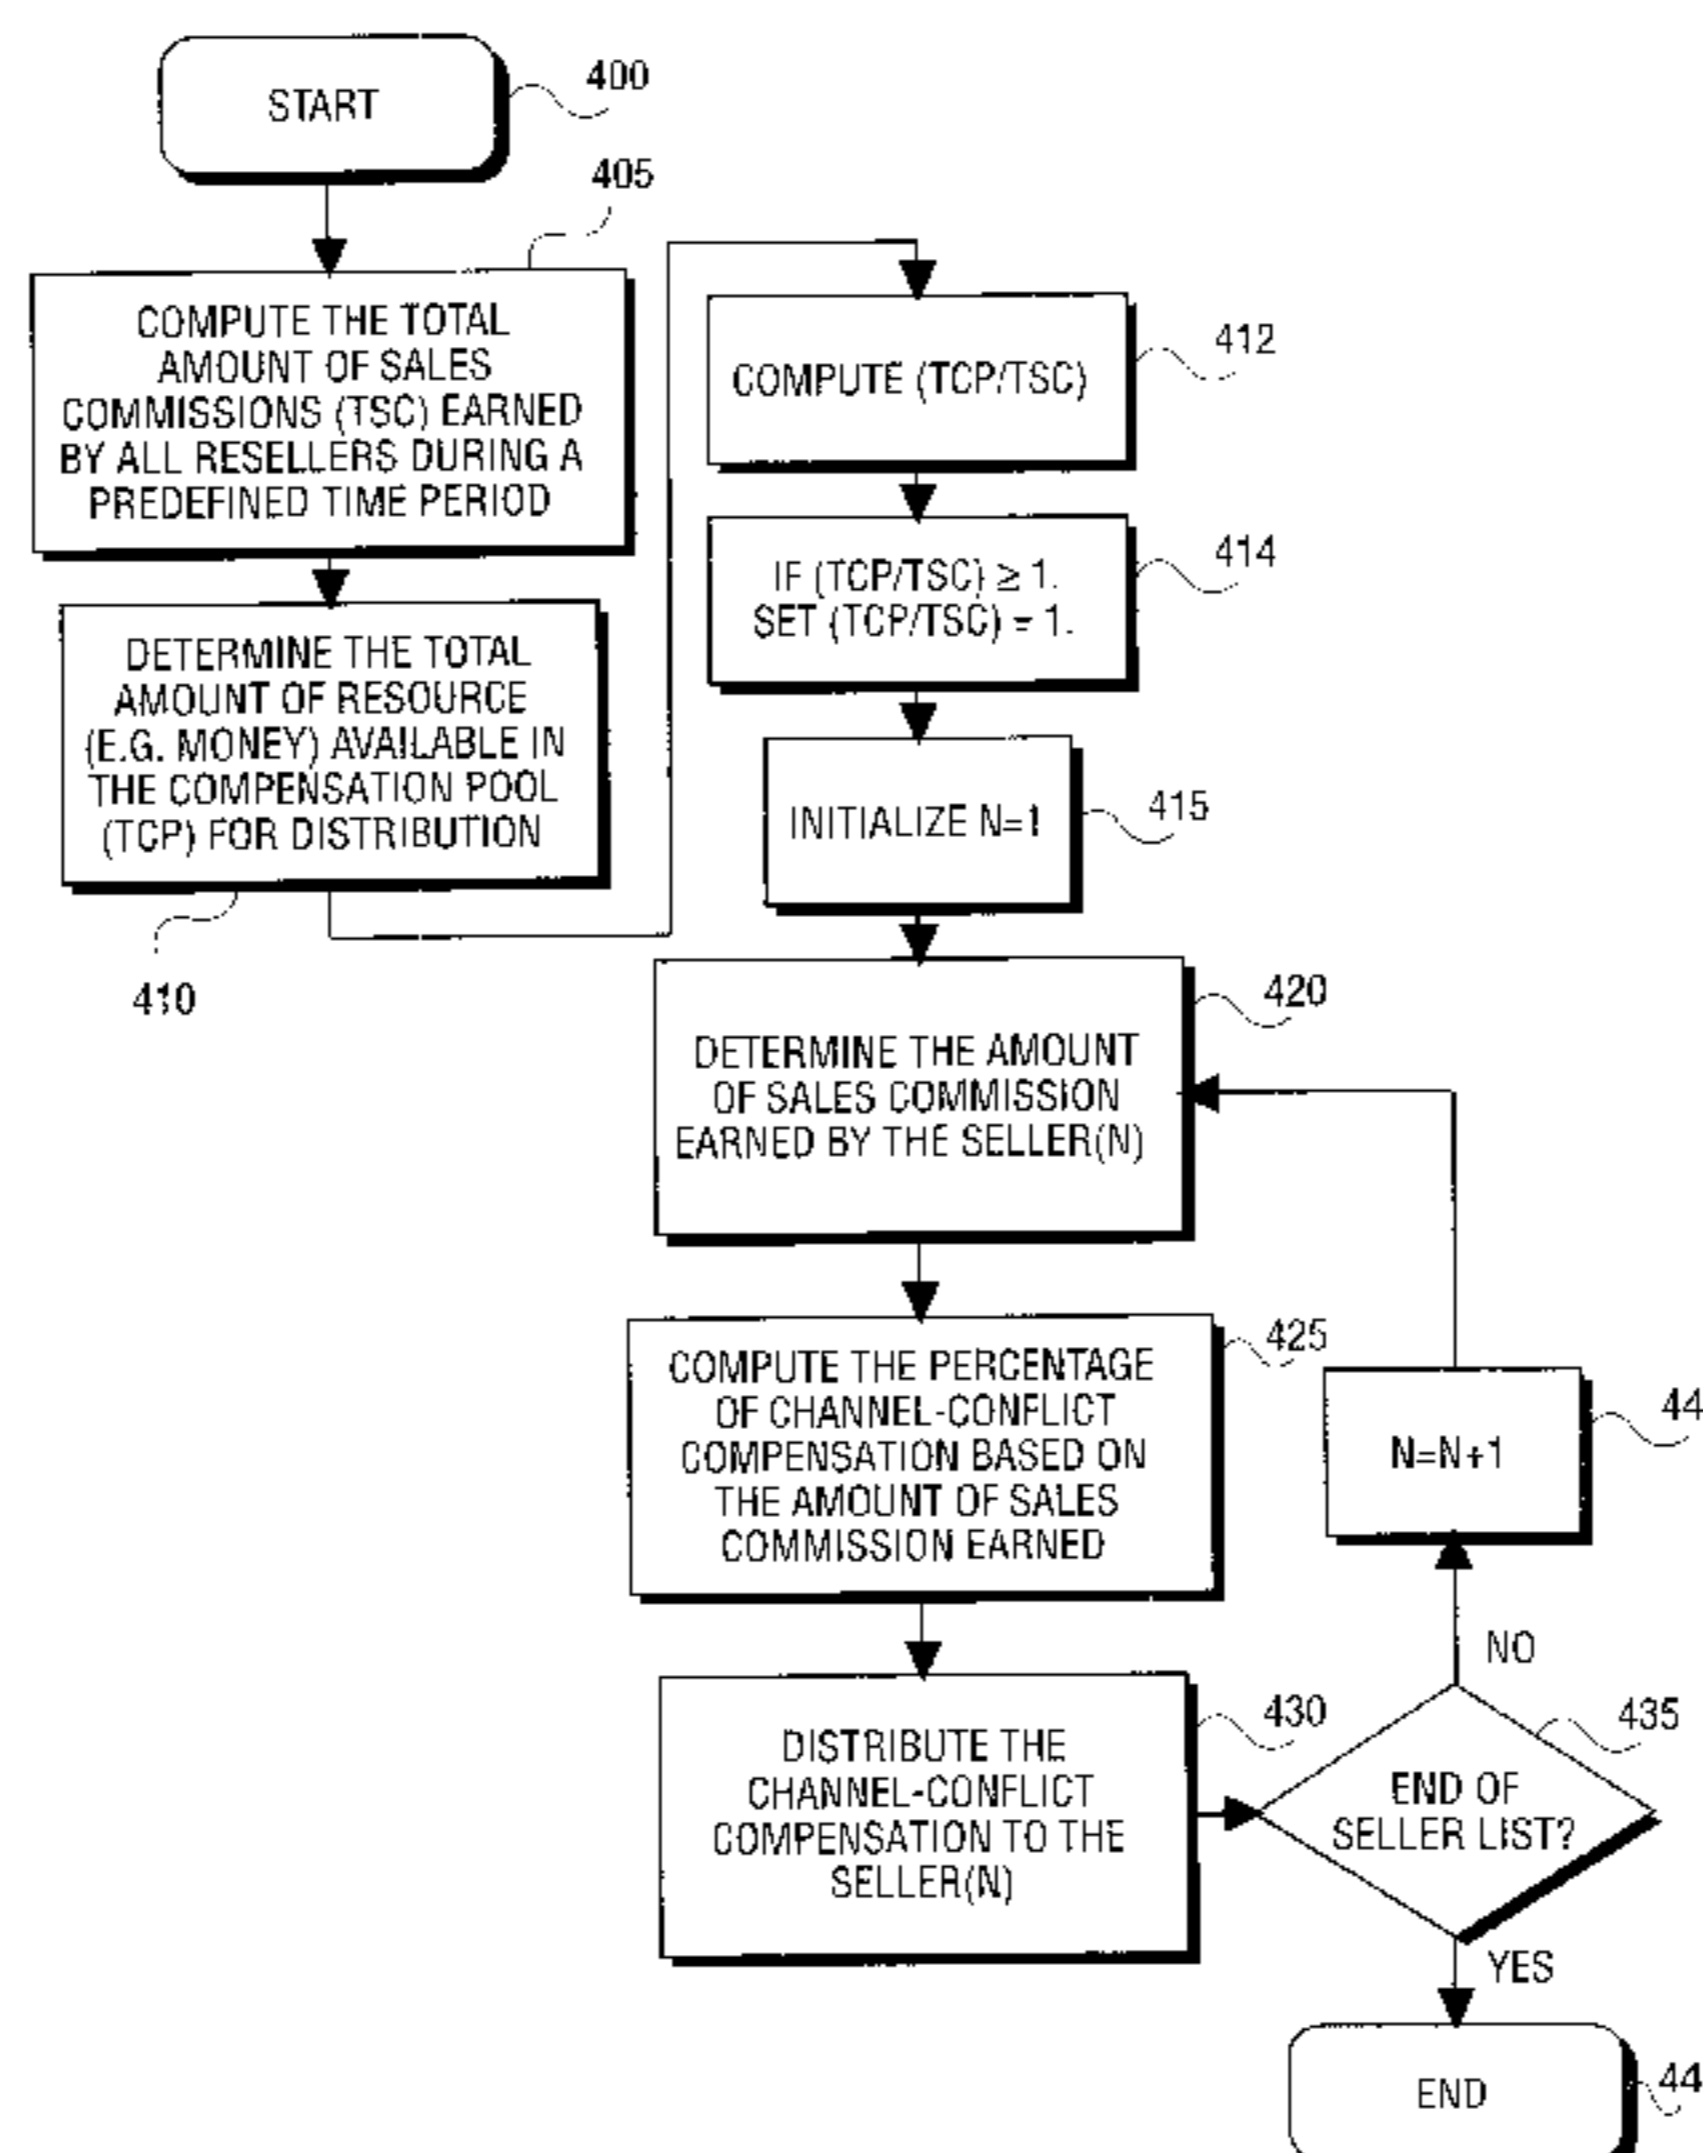 START
400
405
COMPUTE THE TOTAL
AMOUNT OF SALES
COMMISSIONS (TSC) EARNED
BY ALL RESELLERS DURING A
PREDEFINED TIME PERIOD
DETERMINE THE TOTAL
AMOUNT OF RESOURCE
(E.G. MONEY) AVAILABLE IN
THE COMPENSATION POOL
(TCP) FOR DISTRIBUTION
410
COMPUTE (TCP/TSC)
412
IF (TCP/TSC) ≥ 1.
SET (TCP/TSC) = 1.
414
INITIALIZE N=1
415
DETERMINE THE AMOUNT
OF SALES COMMISSION
EARNED BY THE SELLER(N)
420
COMPUTE THE PERCENTAGE
OF CHANNEL-CONFLICT
COMPENSATION BASED ON
THE AMOUNT OF SALES
COMMISSION EARNED
425
N=N+1
44
NO
DISTRIBUTE THE
CHANNEL-CONFLICT
COMPENSATION TO THE
SELLER(N)
430
END OF
SELLER LIST?
435
YES
END
44